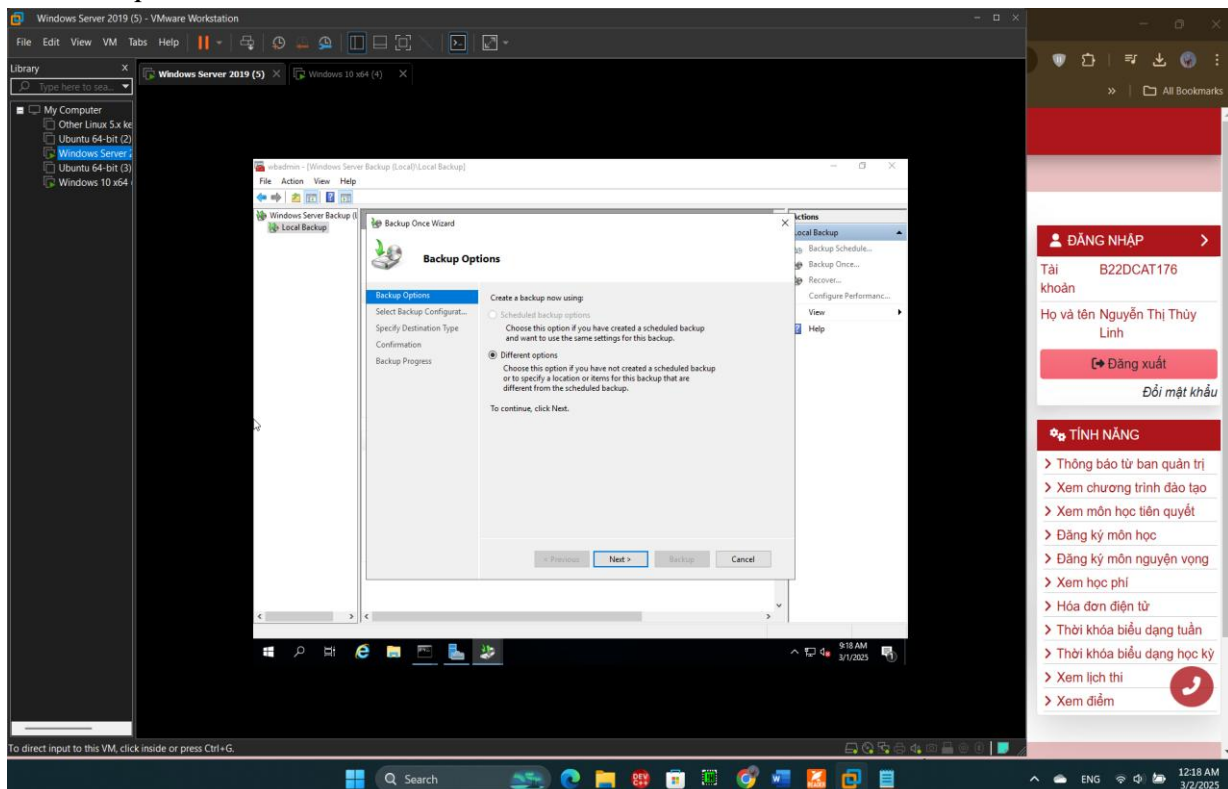 Windows Server 2019 (5) - VMware Workstation
File Edit View VM Tabs Help
Library X
Type here to sea...
Windows Server 2019 (5) X Windows 10 x64 (4) X
My Computer
Other Linux 5.x ke
Ubuntu 64-bit (2)
Windows Server 2
Ubuntu 64-bit (3)
Windows 10 x64
wbadmin - [Windows Server Backup (Local)\Local Backup]
File Action View Help
Windows Server Backup (L
Local Backup
Backup Once Wizard
Backup Options
Backup Options
Select Backup Configurat...
Specify Destination Type
Confirmation
Backup Progress
Create a backup now using:
Scheduled backup options
Choose this option if you have created a scheduled backup
and want to use the same settings for this backup.
Different options
Choose this option if you have not created a scheduled backup
or to specify a location or items for this backup that are
different from the scheduled backup.
To continue, click Next.
< Previous Next > Backup Cancel
Actions
Local Backup
Backup Schedule...
Backup Once...
Recover...
Configure Performanc...
View
Help
9:18 AM
3/1/2025
To direct input to this VM, click inside or press Ctrl+G.
» All Bookmarks
ĐĂNG NHẬP
Tài khoản B22DCAT176
Họ và tên Nguyễn Thị Thùy
Linh
Đăng xuất
Đổi mật khẩu
TÍNH NĂNG
Thông báo từ ban quản trị
Xem chương trình đào tạo
Xem môn học tiên quyết
Đăng ký môn học
Đăng ký môn nguyện vọng
Xem học phí
Hóa đơn điện tử
Thời khóa biểu dạng tuần
Thời khóa biểu dạng học kỳ
Xem lịch thi
Xem điểm
Search
ENG
12:18 AM
3/2/2025